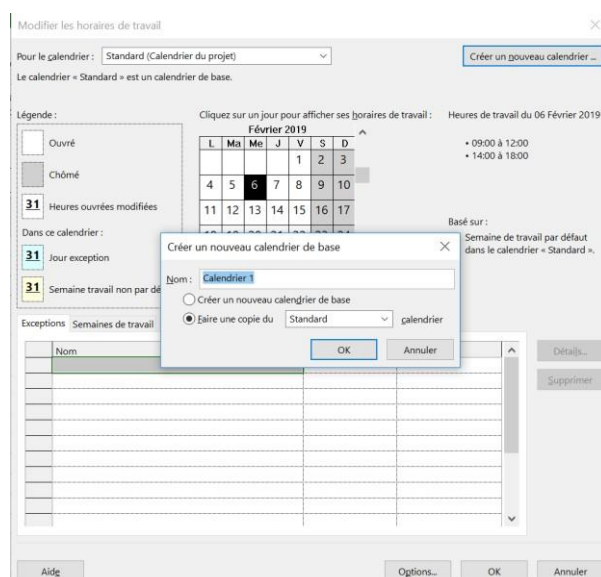 Modifier les horaires de travail
Pour le calendrier : Standard (Calendrier du projet)
Créer un nouveau calendrier ...
Le calendrier « Standard » est un calendrier de base.
Légende :
Ouvré
Chômé
31 Heures ouvrées modifiées
Dans ce calendrier :
31 Jour exception
31 Semaine travail non par dé
Cliquez sur un jour pour afficher ses horaires de travail :
Février 2019
L Ma Me J V S D
1 2 3
4 5 6 7 8 9 10
11 12 13 14 15 16 17
Heures de travail du 06 Février 2019
• 09:00 à 12:00
• 14:00 à 18:00
Basé sur :
Semaine de travail par défaut
dans le calendrier « Standard ».
Créer un nouveau calendrier de base
Nom : Calendrier 1
Créer un nouveau calendrier de base
Faire une copie du Standard calendrier
OK Annuler
Exceptions Semaines de travail
Nom
Détails...
Supprimer
Aide
Options... OK Annuler